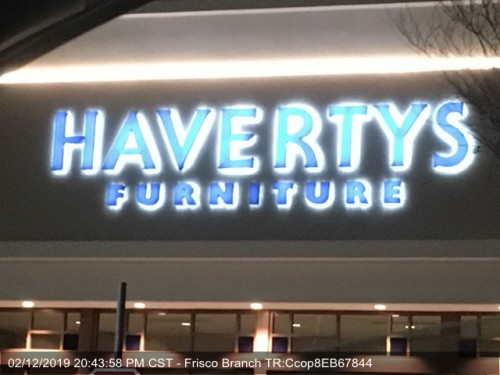 HAVERTYS
FURNITURE
02/12/2019 20:43:58 PM CST - Frisco Branch TR:Ccop8EB67844